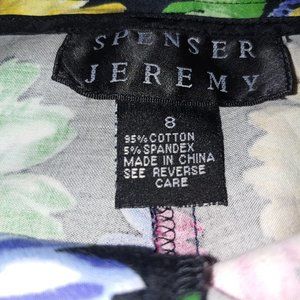 SPENSER
JEREMY
8
95% COTTON
5% SPANDEX
MADE IN CHINA
SEE REVERSE
CARE